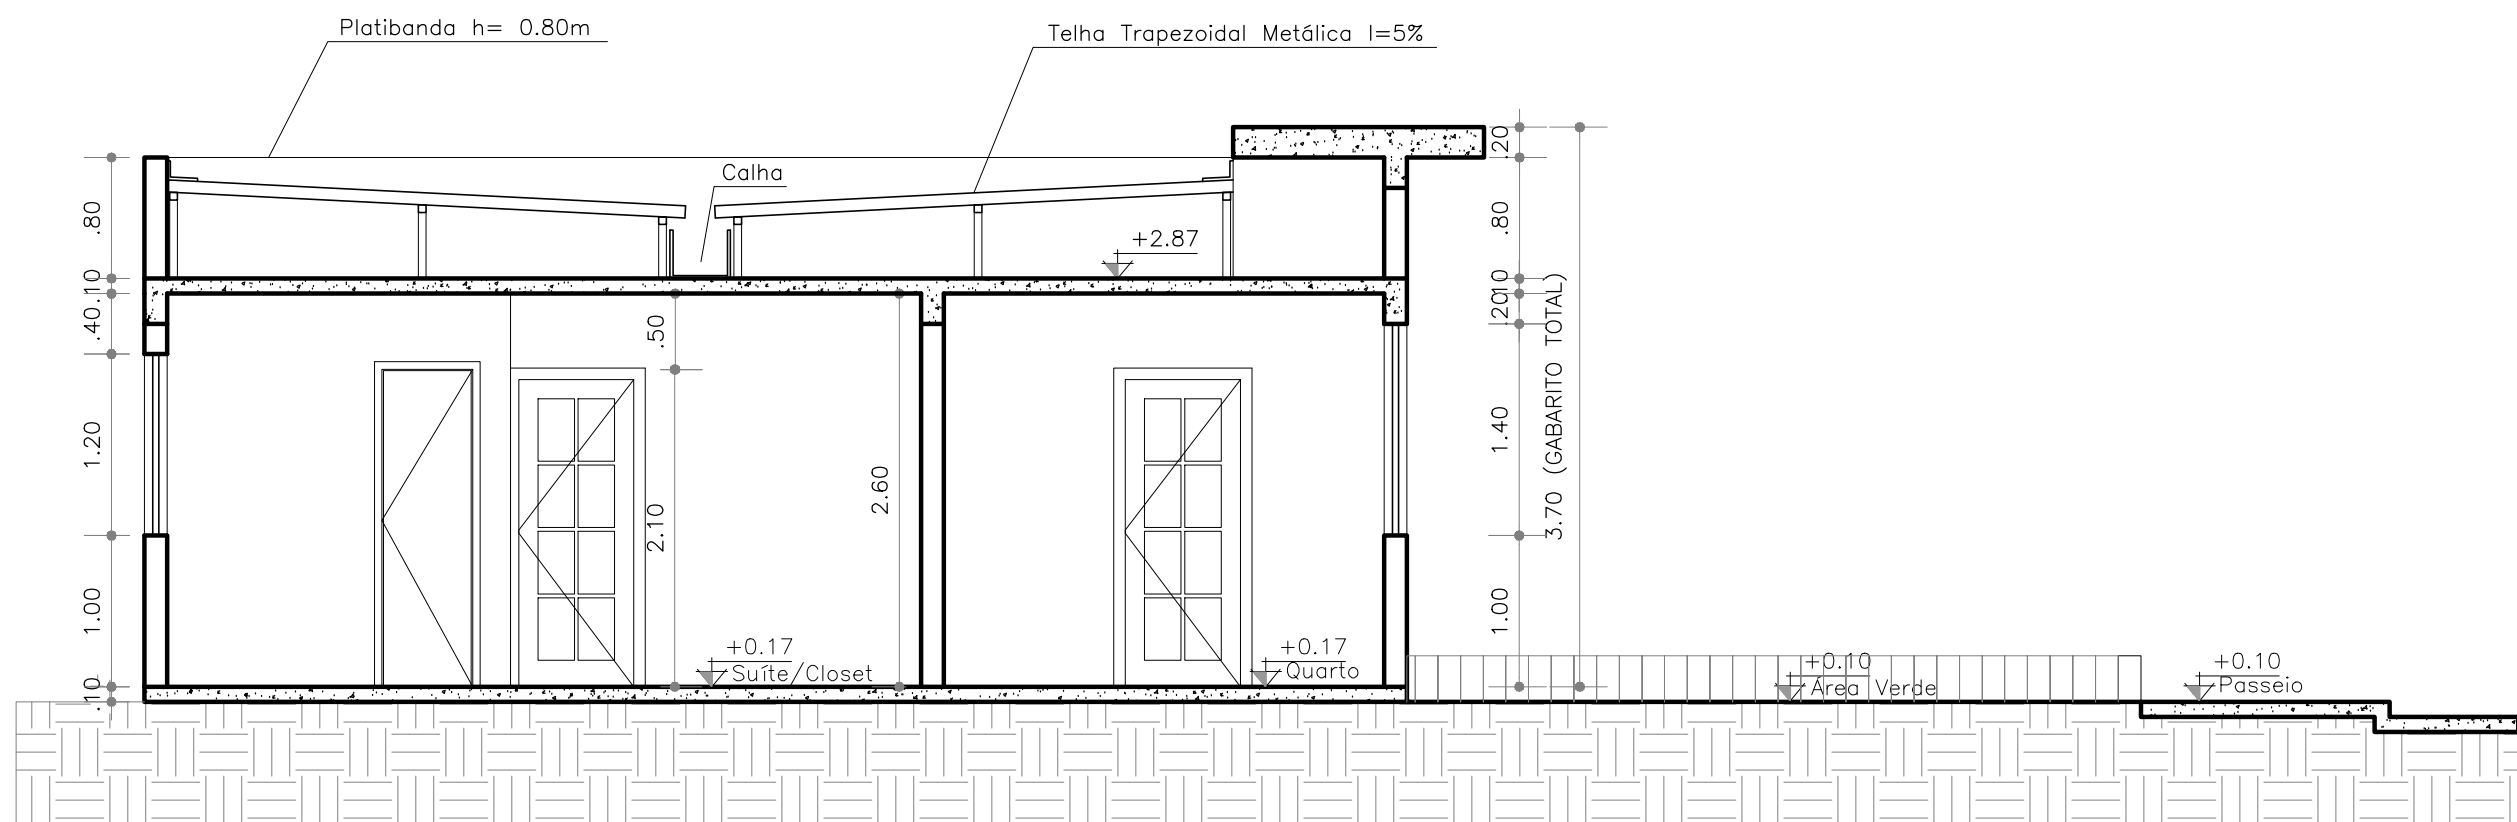 Platibanda h= 0.80m
Telha Trapezoidal Metálica I=5%
Calha
+2.87
.80
.10
.40
1.20
1.00
.10
.50
2.10
2.60
.20
.80
.10
.20
1.40
1.00
3.70 (GABARITO TOTAL)
+0.17
Suíte/Closet
+0.17
Quarto
+0.10
Área Verde
+0.10
Passeio